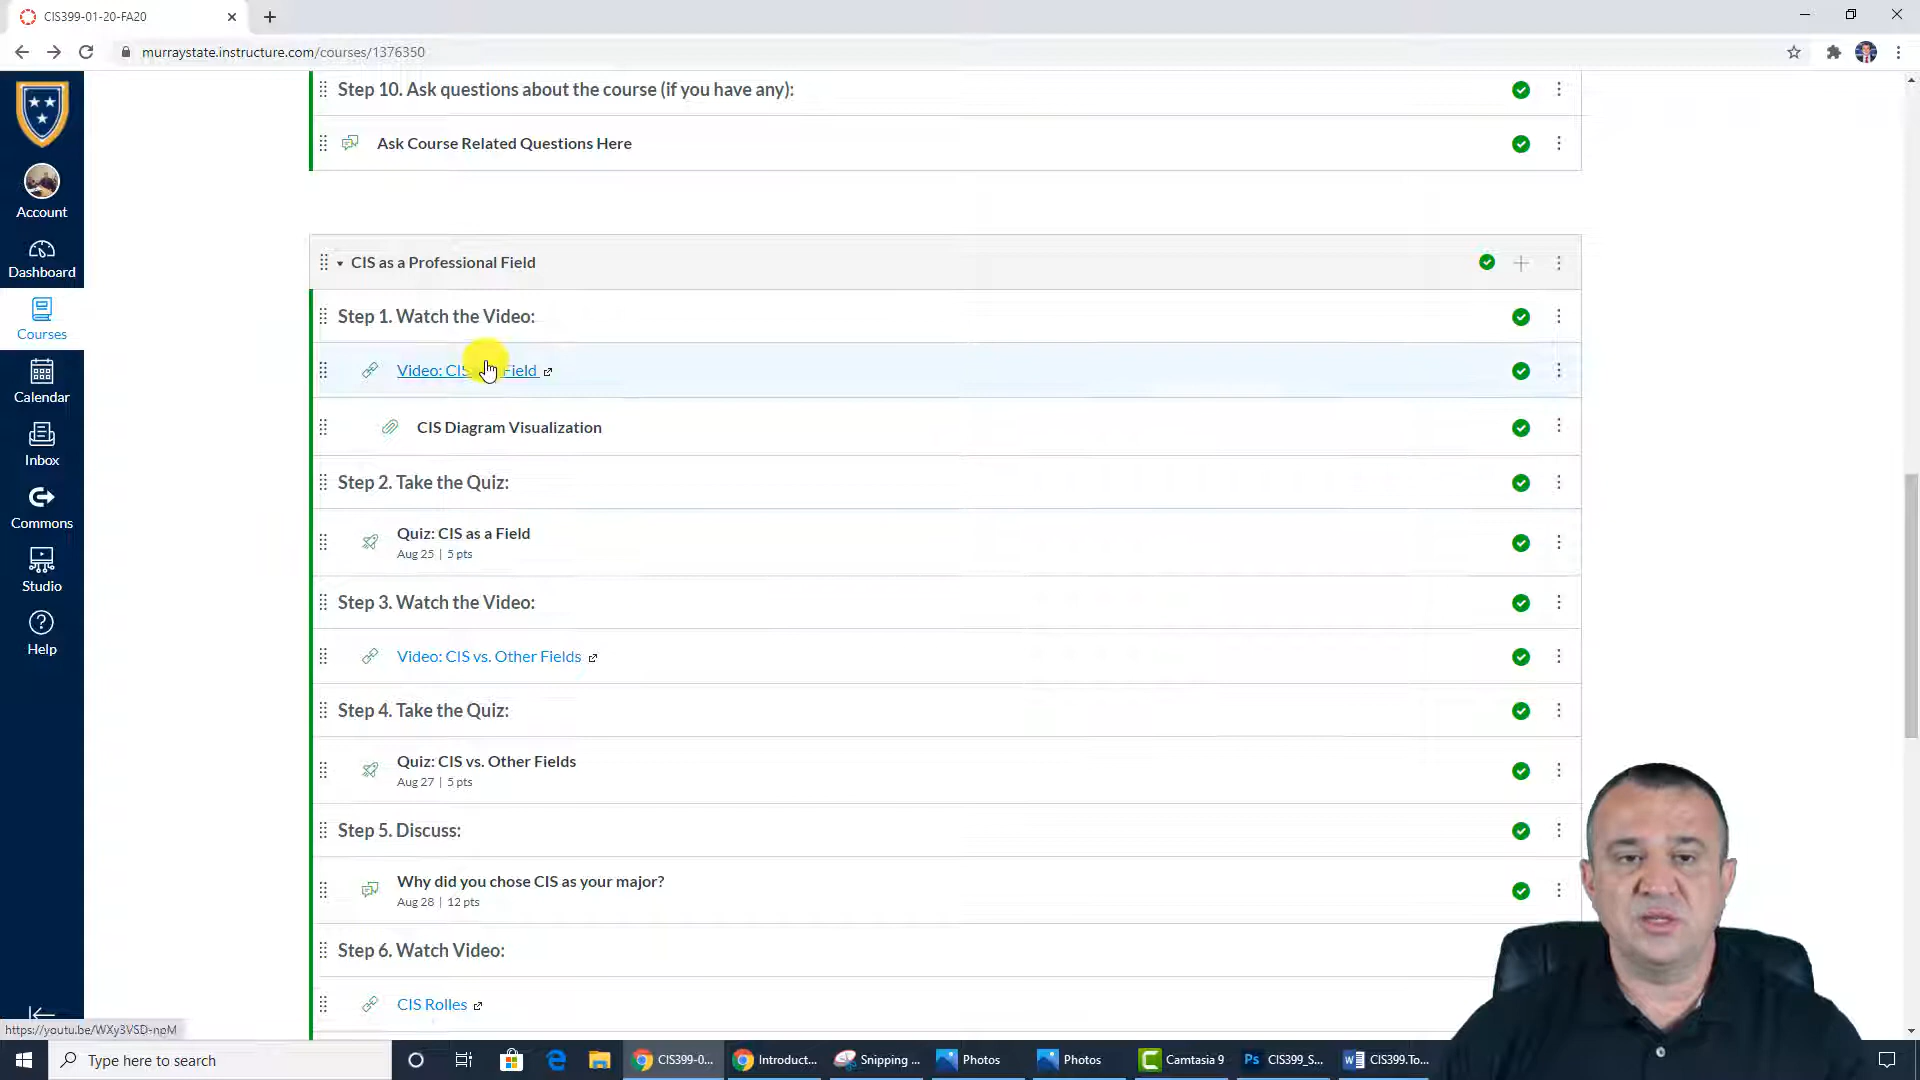 CIS399-01-20-FA20
murraystate.instructure.com/courses/1376350
Step 10. Ask questions about the course (if you have any):
Ask Course Related Questions Here
Account
Dashboard
Courses
Calendar
Inbox
Commons
Studio
Help
CIS as a Professional Field
Step 1. Watch the Video:
Video: CIS Field
CIS Diagram Visualization
Step 2. Take the Quiz:
Quiz: CIS as a Field
Aug 25 | 5 pts
Step 3. Watch the Video:
Video: CIS vs. Other Fields
Step 4. Take the Quiz:
Quiz: CIS vs. Other Fields
Aug 27 | 5 pts
Step 5. Discuss:
Why did you chose CIS as your major?
Aug 28 | 12 pts
Step 6. Watch Video:
CIS Rolles
https://youtu.be/WXy3VSD-npM
Type here to search
CIS399-0...
Introduct...
Snipping ...
Photos
Photos
Camtasia 9
Ps
CIS399_S...
CIS399.To...